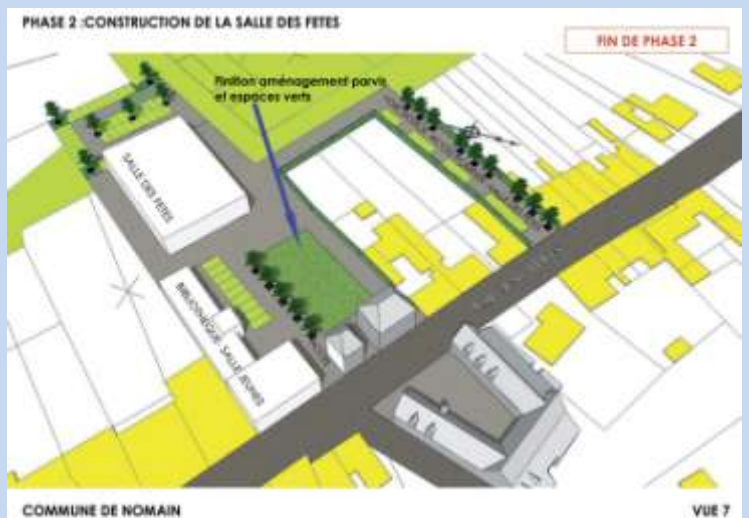 PHASE 2 :CONSTRUCTION DE LA SALLE DES FETES
FIN DE PHASE 2
Finition aménagement parvis
et espaces verts
SALLE DES FETES
BIBLIOTHEQUE- SALLE JEUNES
COMMUNE DE NOMAIN
VUE 7